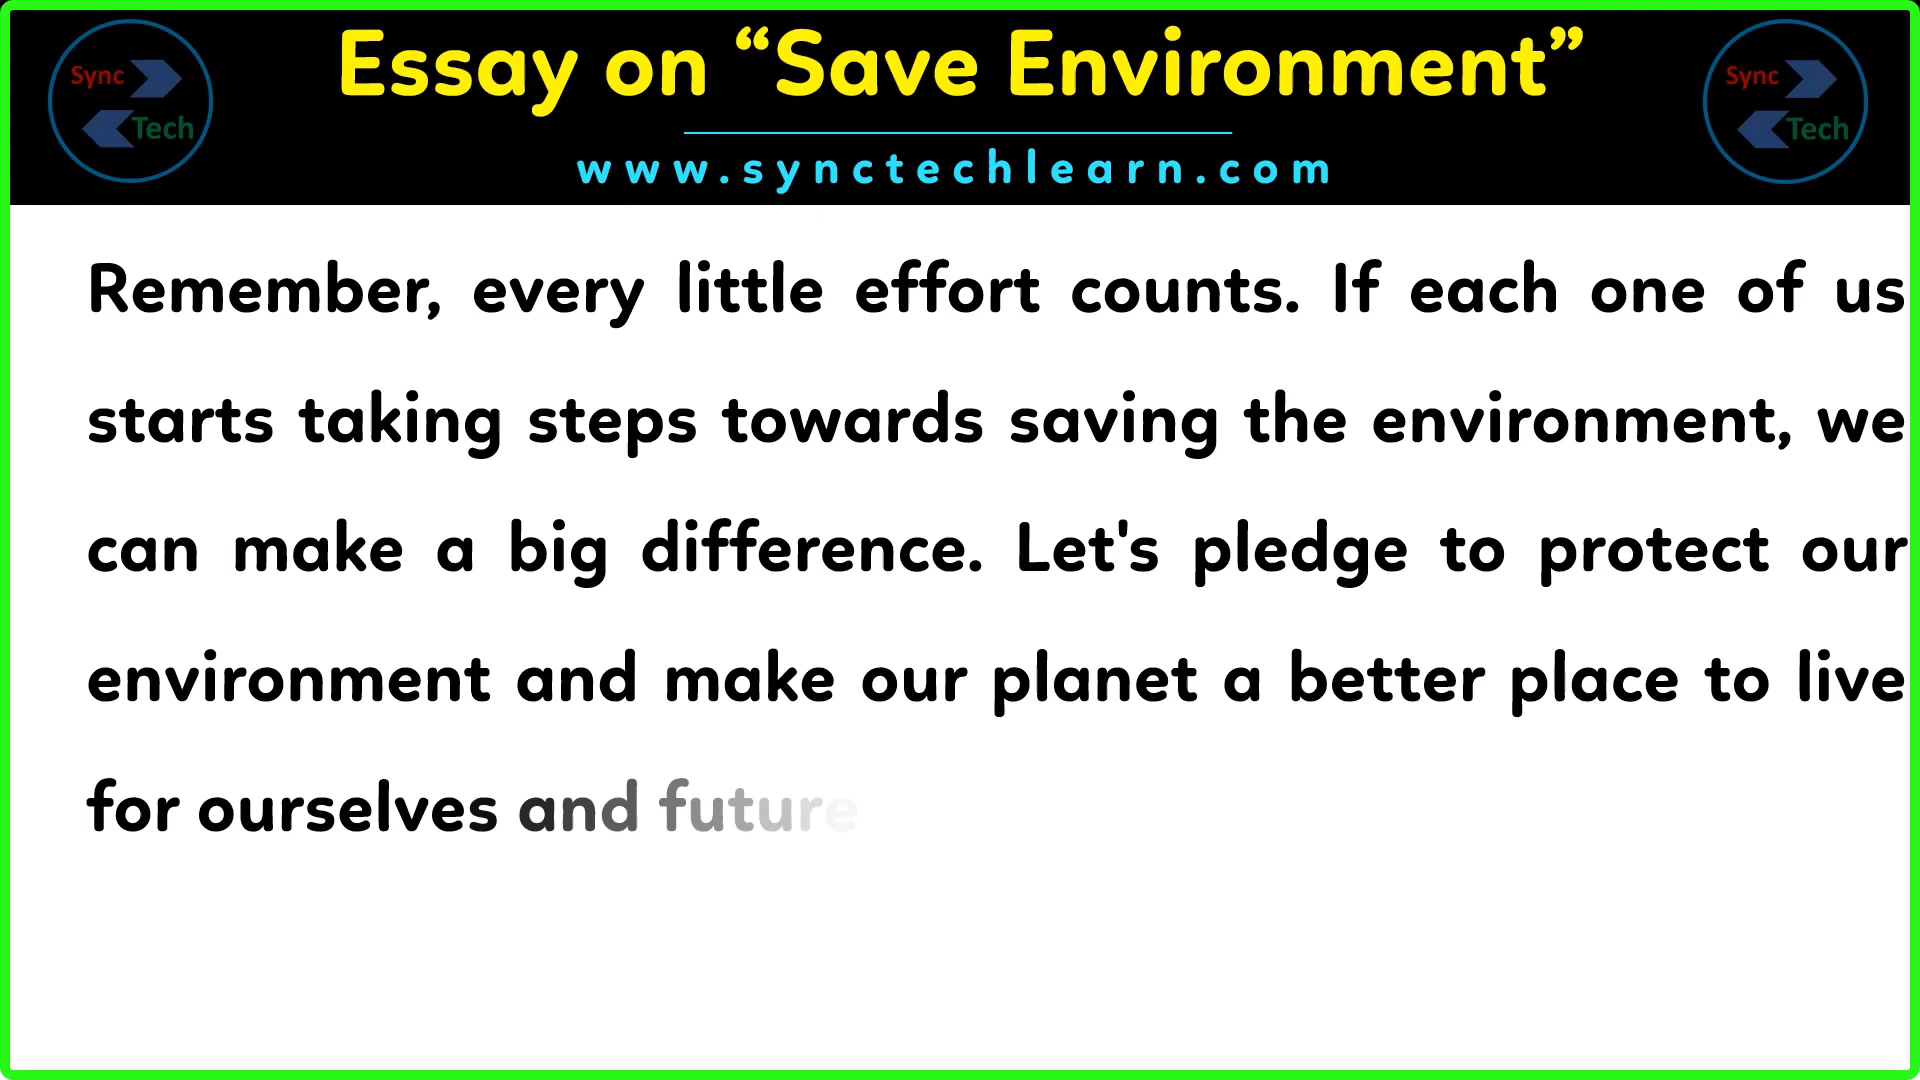 Sync
Tech
Essay on “Save Environment”
www.synctechlearn.com
Sync
Tech
Remember, every little effort counts. If each one of us
starts taking steps towards saving the environment, we
can make a big difference. Let's pledge to protect our
environment and make our planet a better place to live
for ourselves and future